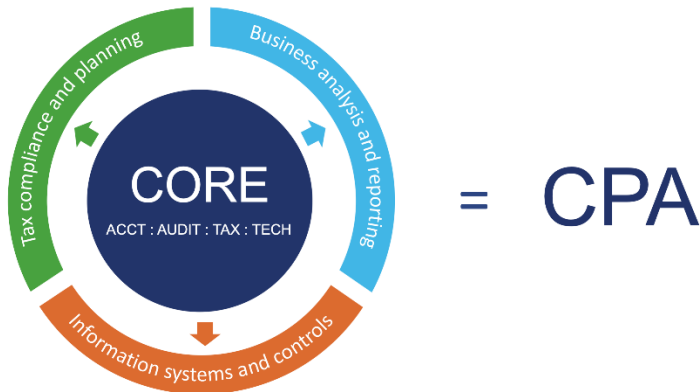 Tax compliance and planning
Business analysis and reporting
CORE
ACCT : AUDIT : TAX : TECH
Information systems and controls
= CPA